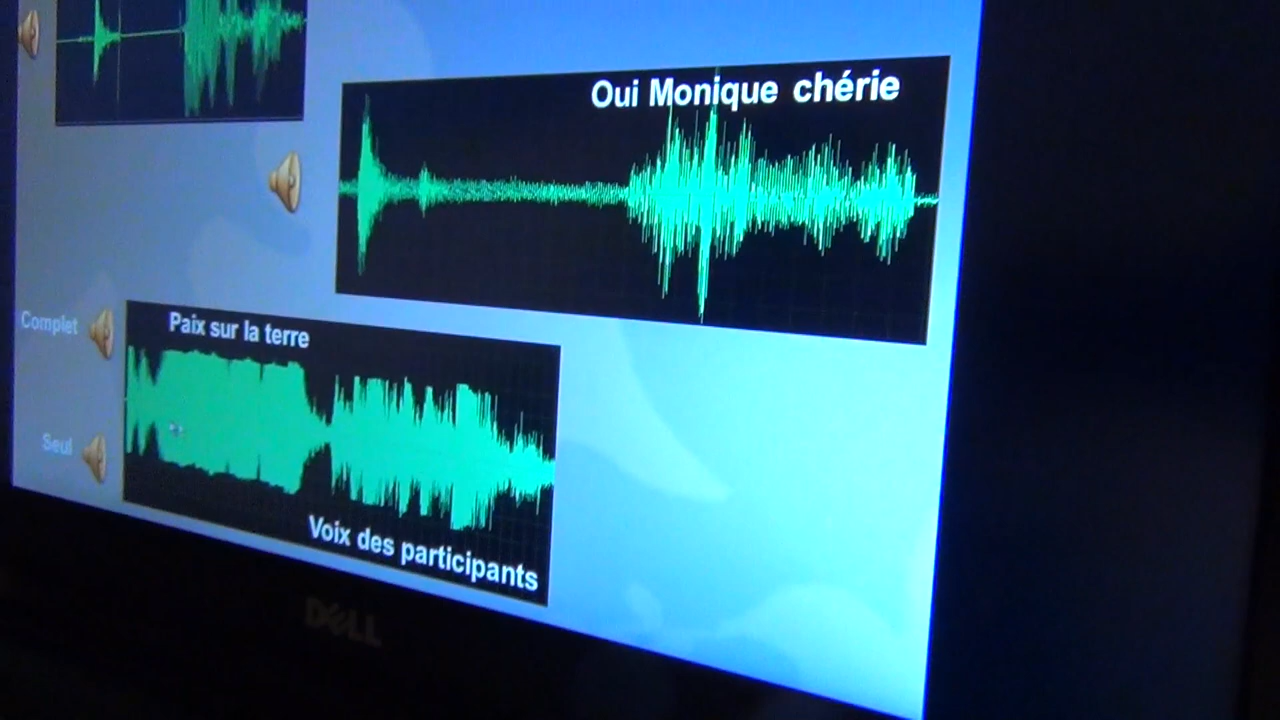 Oui Monique chérie
Complet
Paix sur la terre
Seul
Voix des participants
DELL